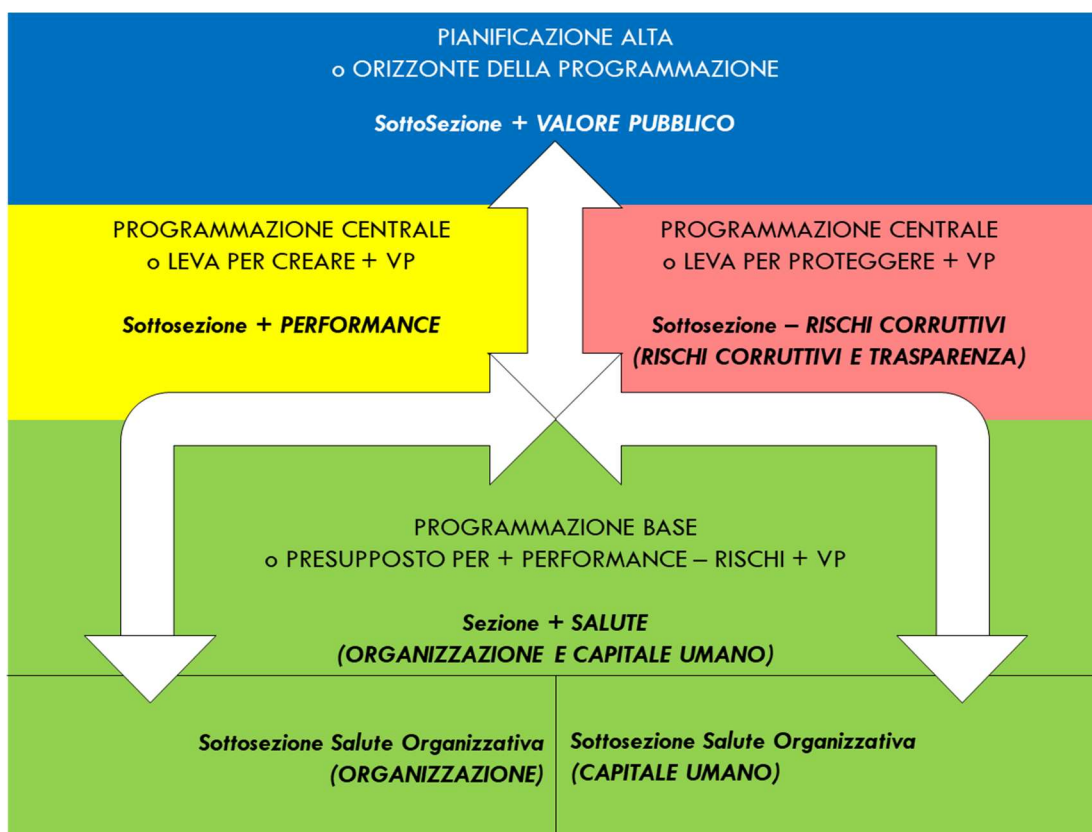 PIANIFICAZIONE ALTA
o ORIZZONTE DELLA PROGRAMMAZIONE
SottoSezione + VALORE PUBBLICO
PROGRAMMAZIONE CENTRALE
o LEVA PER CREARE + VP
Sottosezione + PERFORMANCE
PROGRAMMAZIONE CENTRALE
o LEVA PER PROTEGGERE + VP
Sottosezione – RISCHI CORRUTTIVI
(RISCHI CORRUTTIVI E TRASPARENZA)
PROGRAMMAZIONE BASE
o PRESUPPOSTO PER + PERFORMANCE – RISCHI + VP
Sezione + SALUTE
(ORGANIZZAZIONE E CAPITALE UMANO)
Sottosezione Salute Organizzativa
(ORGANIZZAZIONE)
Sottosezione Salute Organizzativa
(CAPITALE UMANO)